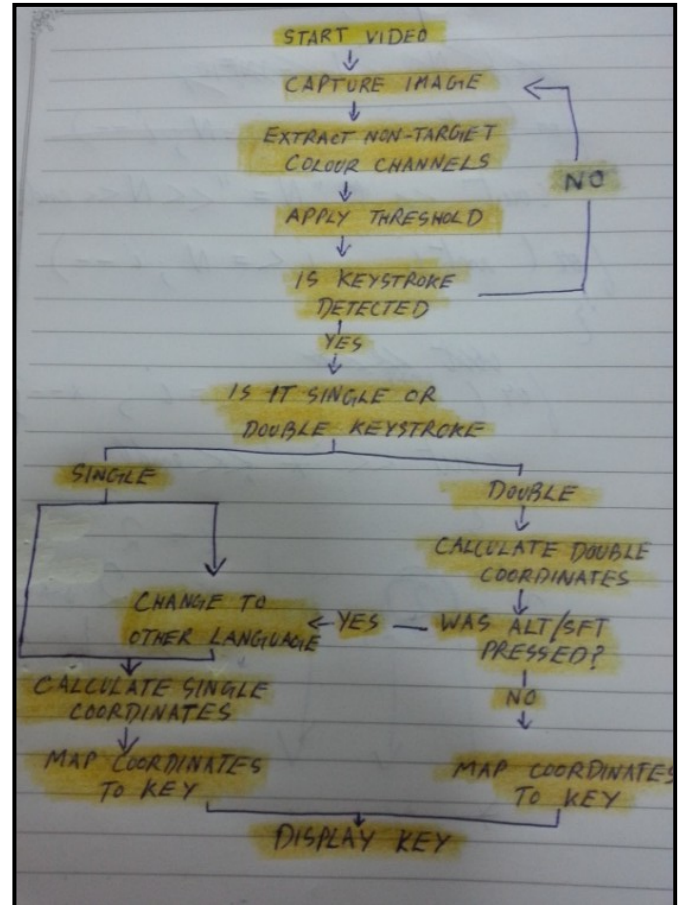 START VIDEO
CAPTURE IMAGE
EXTRACT NON-TARGET
COLOUR CHANNELS
NO
APPLY THRESHOLD
IS KEYSTROKE
DETECTED
YES
IS IT SINGLE OR
DOUBLE KEYSTROKE
SINGLE
DOUBLE
CALCULATE DOUBLE
COORDINATES
CHANGE TO
OTHER LANGUAGE
YES
WAS ALT/SFT
PRESSED?
NO
CALCULATE SINGLE
COORDINATES
MAP COORDINATES
TO KEY
MAP COORDINATES
TO KEY
DISPLAY KEY